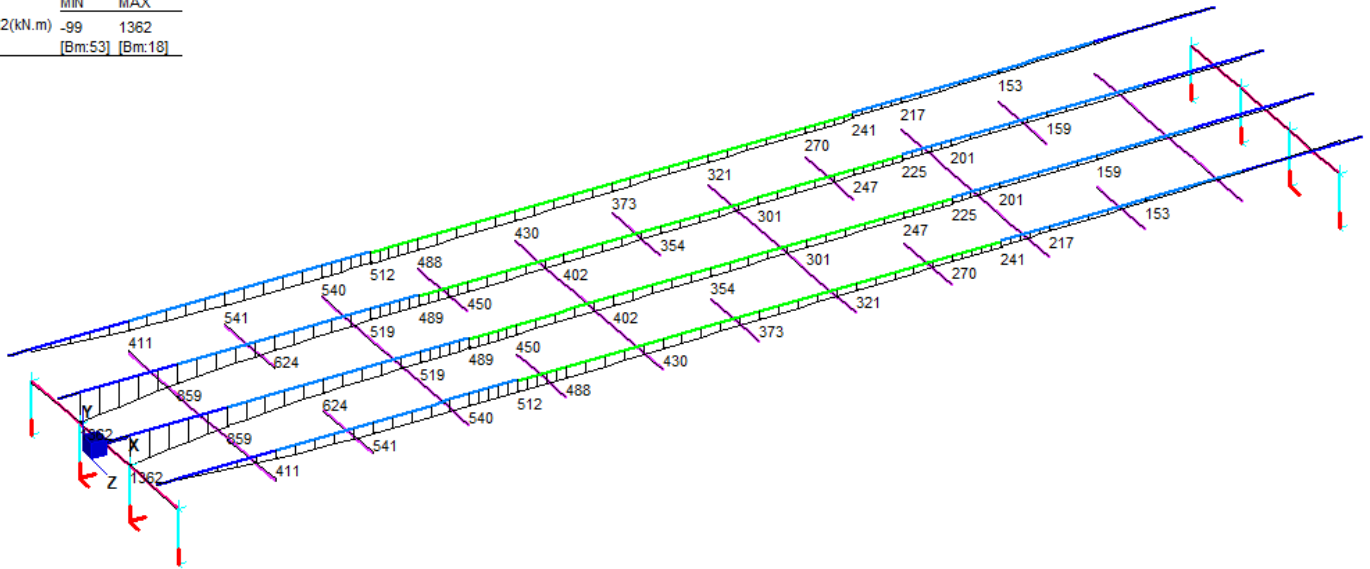 MIN MAX
2(kN.m) -99 1362
[Bm:53] [Bm:18]
153
241 217 159
270 201
321 247 225 159
373 301 201 153
430 354 247 225 217
512 488 402 301 270 241
540 450 354 321
541 519 489 402 373
411 624 519 489 450 430
859 624 540 512 488
Y 859 541
1362 X 411
Z 1362